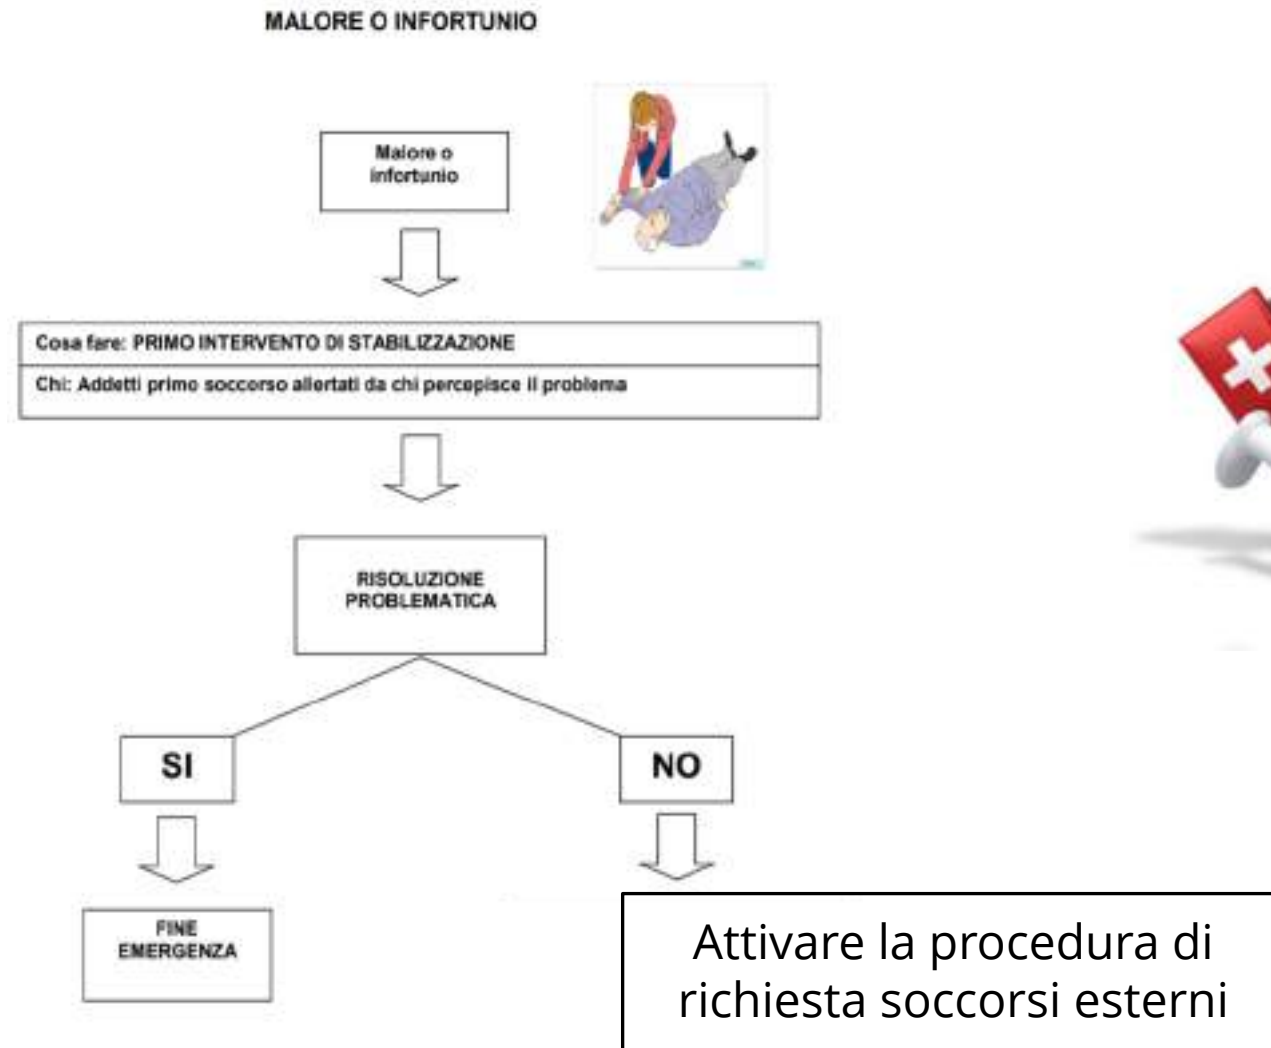 MALORE O INFORTUNIO
Malore o
infortunio
Cosa fare: PRIMO INTERVENTO DI STABILIZZAZIONE
Chi: Addetti primo soccorso allertati da chi percepisce il problema
RISOLUZIONE
PROBLEMATICA
SI
NO
FINE
EMERGENZA
Attivare la procedura di
richiesta soccorsi esterni